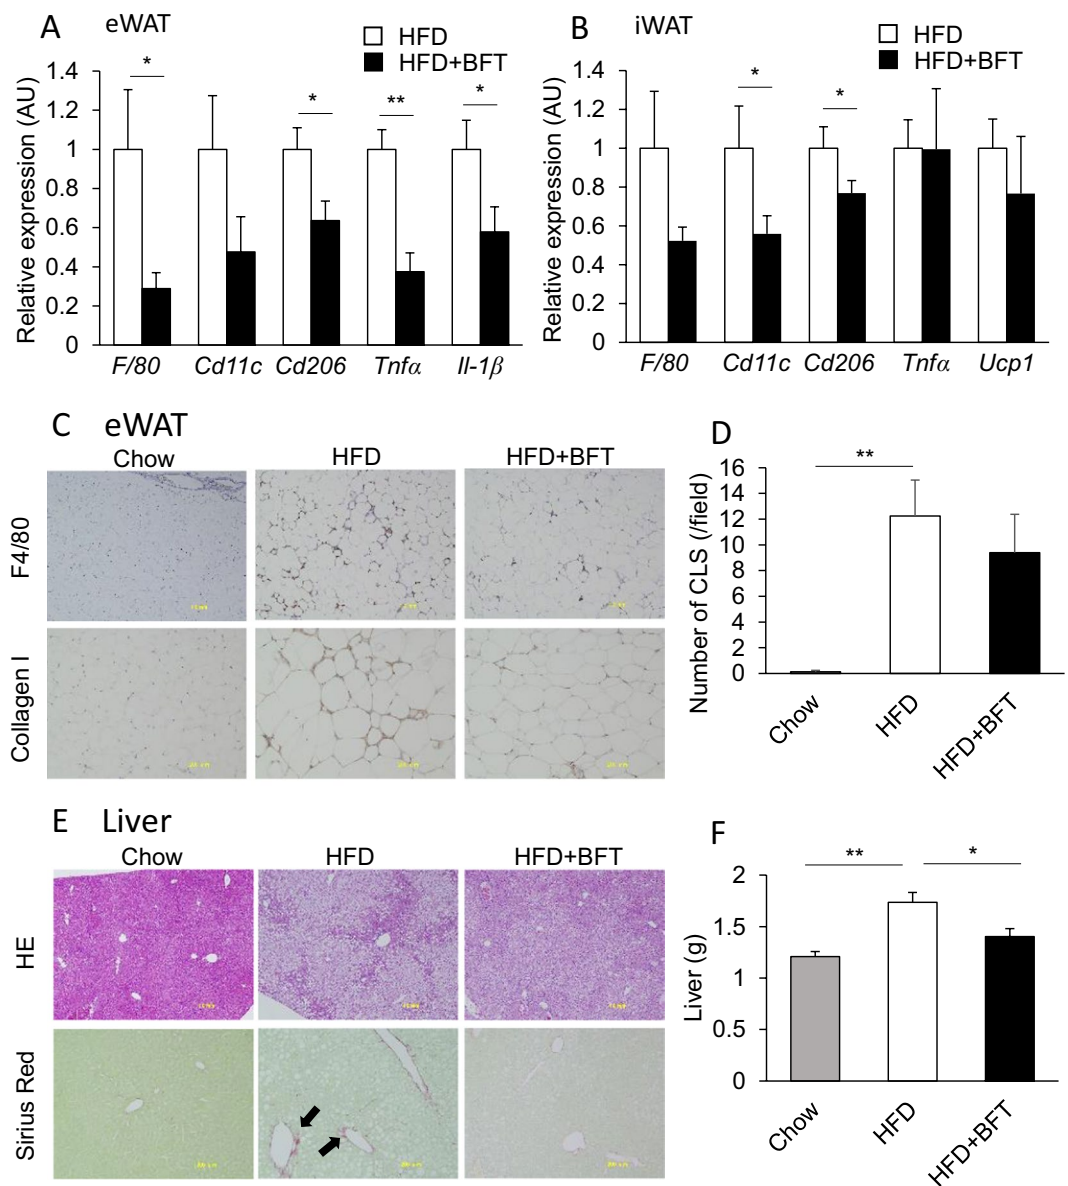 A eWAT
HFD
HFD+BFT
Relative expression (AU)
1.4
1.2
1
0.8
0.6
0.4
0.2
0
*
*
**
*
F/80 Cd11c Cd206 Tnfα Il-1β
B iWAT
HFD
HFD+BFT
Relative expression (AU)
1.4
1.2
1
0.8
0.6
0.4
0.2
0
*
*
F/80 Cd11c Cd206 Tnfα Ucp1
C eWAT
Chow HFD HFD+BFT
F4/80
Collagen I
D
Number of CLS (/field)
16
14
12
10
8
6
4
2
0
**
Chow HFD HFD+BFT
E Liver
Chow HFD HFD+BFT
HE
Sirius Red
F
Liver (g)
2
1.5
1
0.5
0
**
*
Chow HFD HFD+BFT